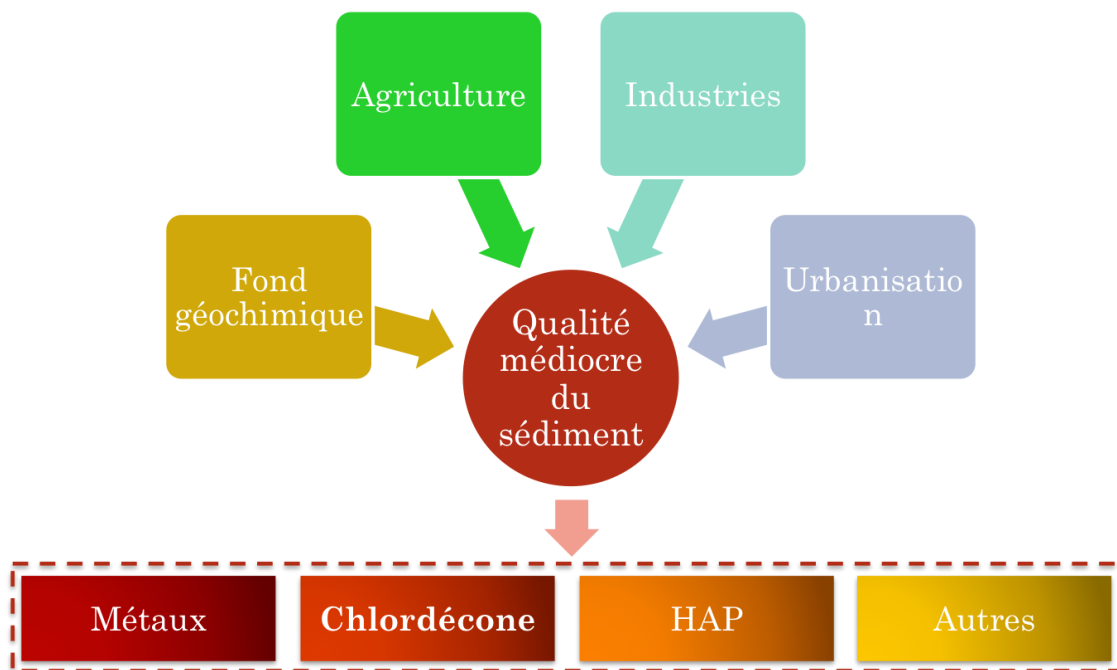 Agriculture
Industries
Fond
géochimique
Urbanisatio
n
Qualité
médiocre
du
sédiment
Métaux
Chlordécone
HAP
Autres